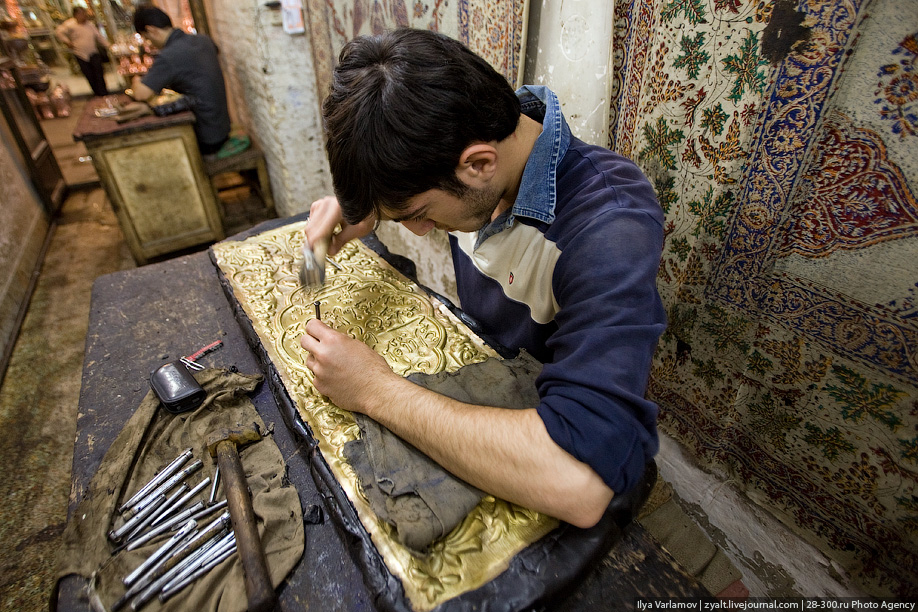 Ilya Varlamov | zyalt.livejournal.com | 28-300.ru Photo Agency